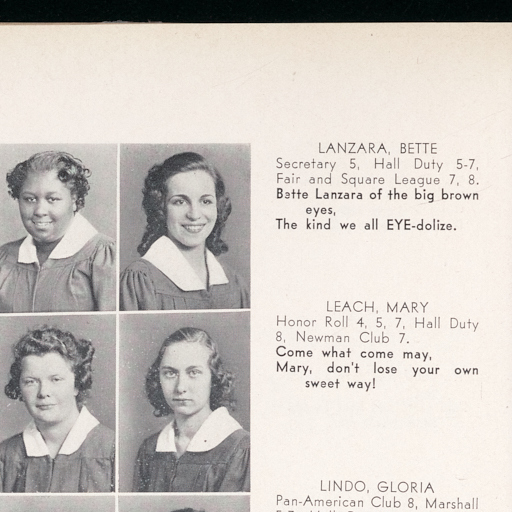 LANZARA, BETTE
Secretary 5, Hall Duty 5-7,
Fair and Square League 7, 8.
Bette Lanzara of the big brown
eyes,
The kind we all EYE-dolize.
LEACH, MARY
Honor Roll 4, 5, 7, Hall Duty
8, Newman Club 7.
Come what come may,
Mary, don't lose your own
sweet way!
LINDO, GLORIA
Pan-American Club 8, Marshall